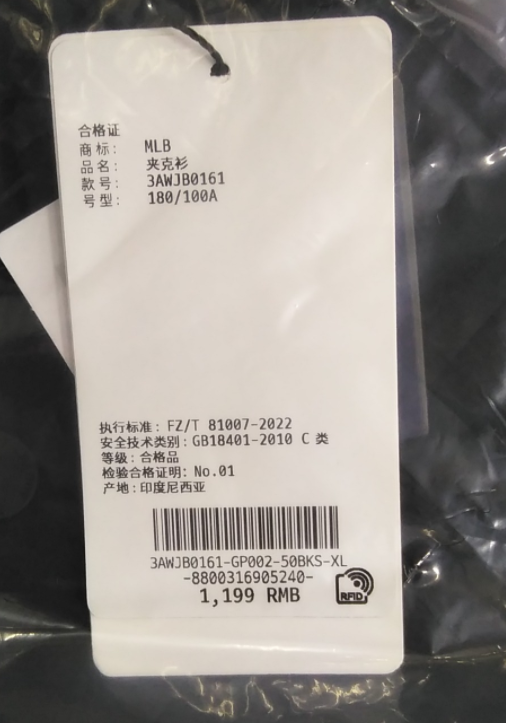 合格证
商标： MLB
品名： 夹克衫
款号： 3AWJB0161
号型： 180/100A
执行标准：FZ/T 81007-2022
安全技术类别：GB18401-2010 C 类
等级：合格品
检验合格证明：No.01
产地：印度尼西亚
3AWJB0161-GP002-50BKS-XL
-8800316905240-
1,199 RMB
RFID